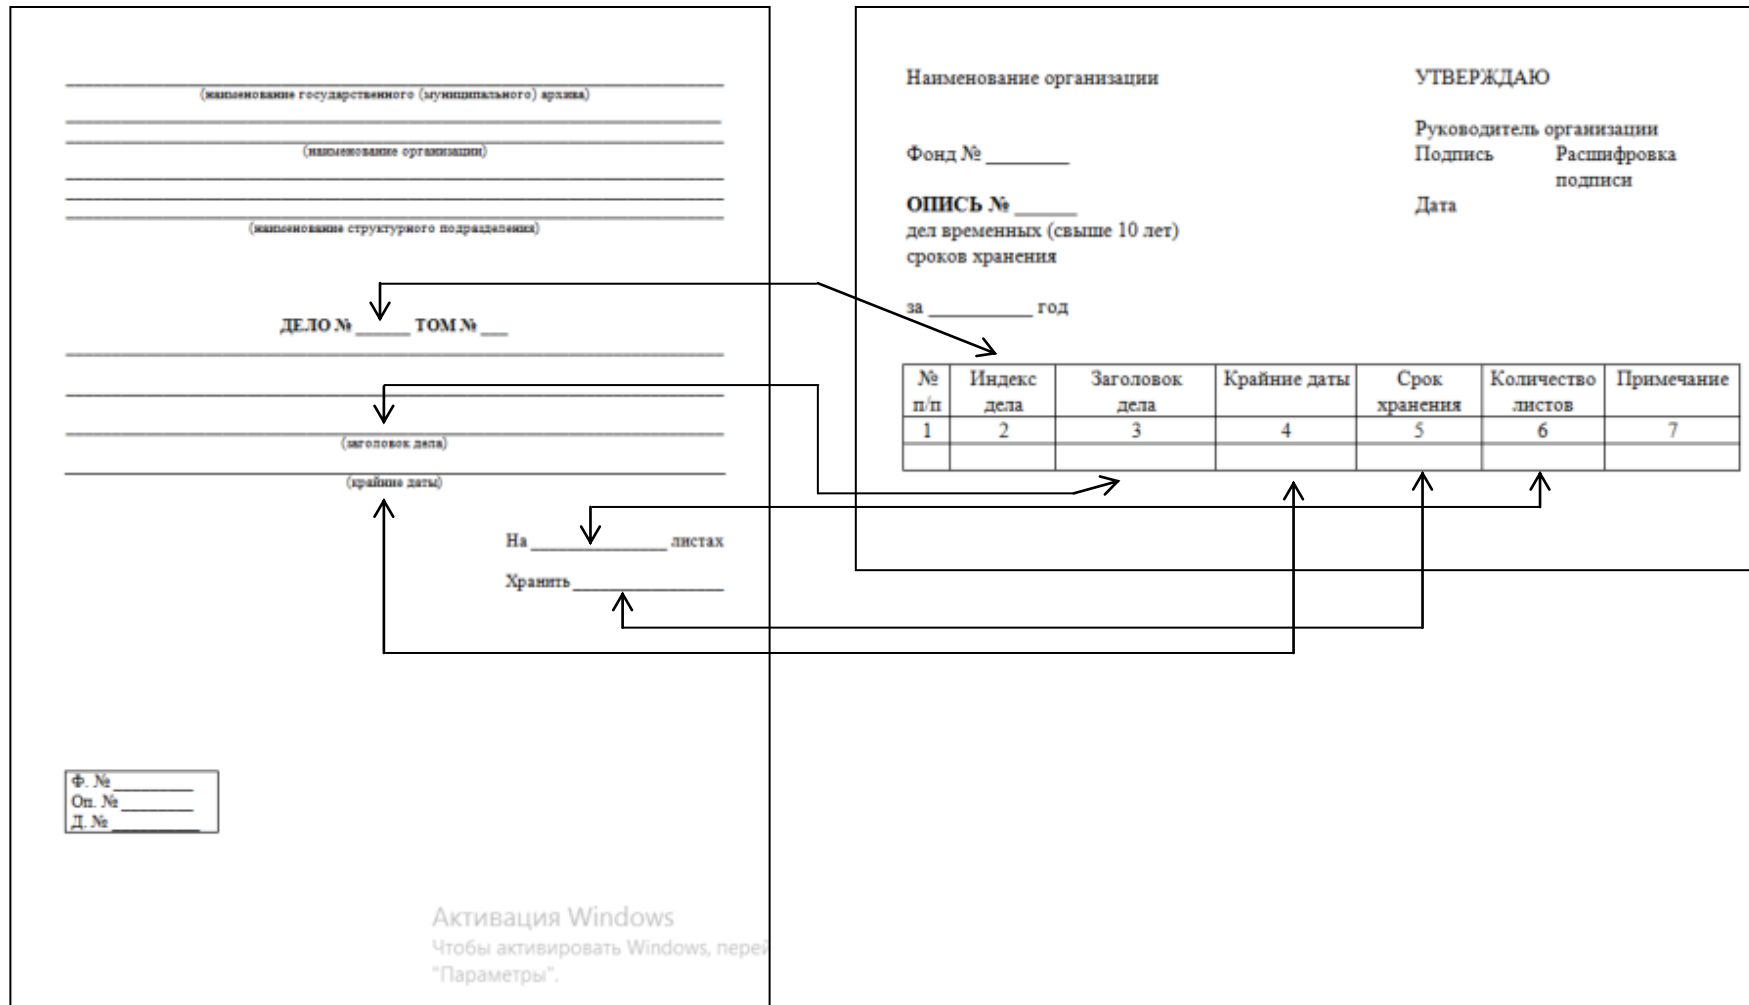 (наименование государственного (муниципального) архива)
(наименование организации)
(наименование структурного подразделения)
ДЕЛО № ______ ТОМ № ___
(заголовок дела)
(крайние даты)
На _______________ листах
Хранить _________________
Ф. № _________
Оп. № ________
Д. № __________
Активация Windows
Чтобы активировать Windows, перей
"Параметры".
Наименование организации
УТВЕРЖДАЮ
Руководитель организации
Фонд № ________
Подпись Расшифровка
подписи
ОПИСЬ № ______
Дата
дел временных (свыше 10 лет)
сроков хранения
за __________ год
№ Индекс Заголовок Крайние даты Срок Количество Примечание
п/п дела дела хранения листов
1 2 3 4 5 6 7